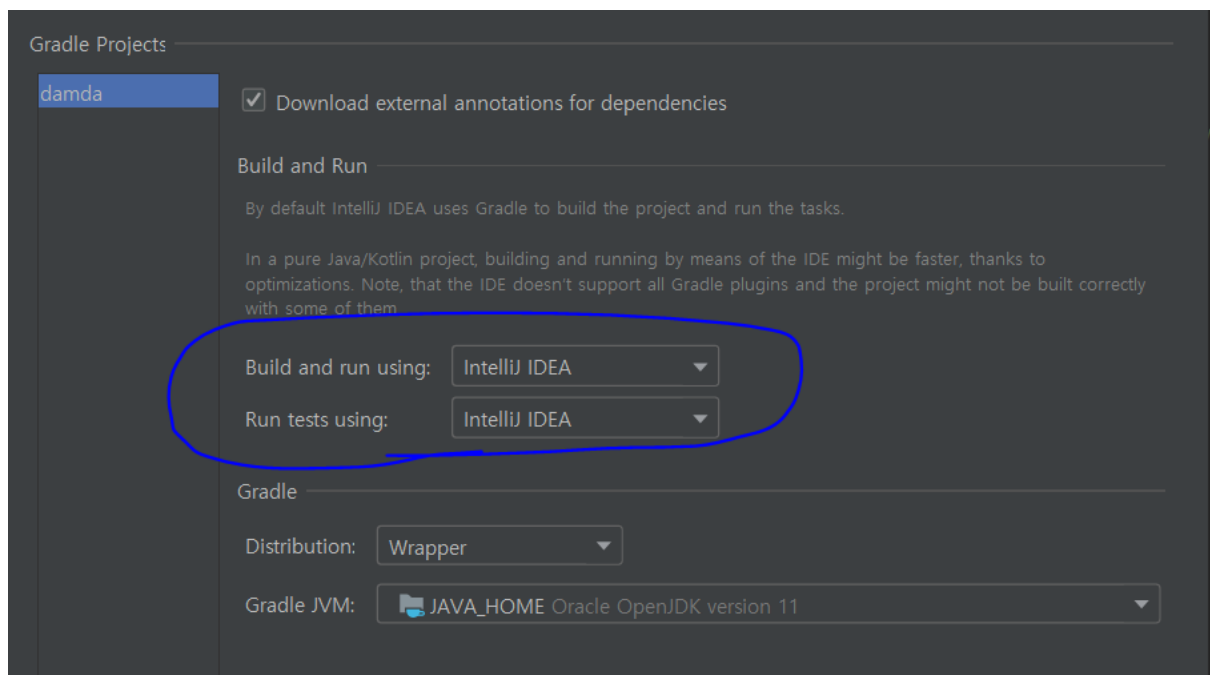 Gradle Projects
damda
Download external annotations for dependencies
Build and Run
By default IntelliJ IDEA uses Gradle to build the project and run the tasks.
In a pure Java/Kotlin project, building and running by means of the IDE might be faster, thanks to
optimizations. Note, that the IDE doesn't support all Gradle plugins and the project might not be built correctly
with some of them
Build and run using: IntelliJ IDEA
Run tests using: IntelliJ IDEA
Gradle
Distribution: Wrapper
Gradle JVM: JAVA_HOME Oracle OpenJDK version 11